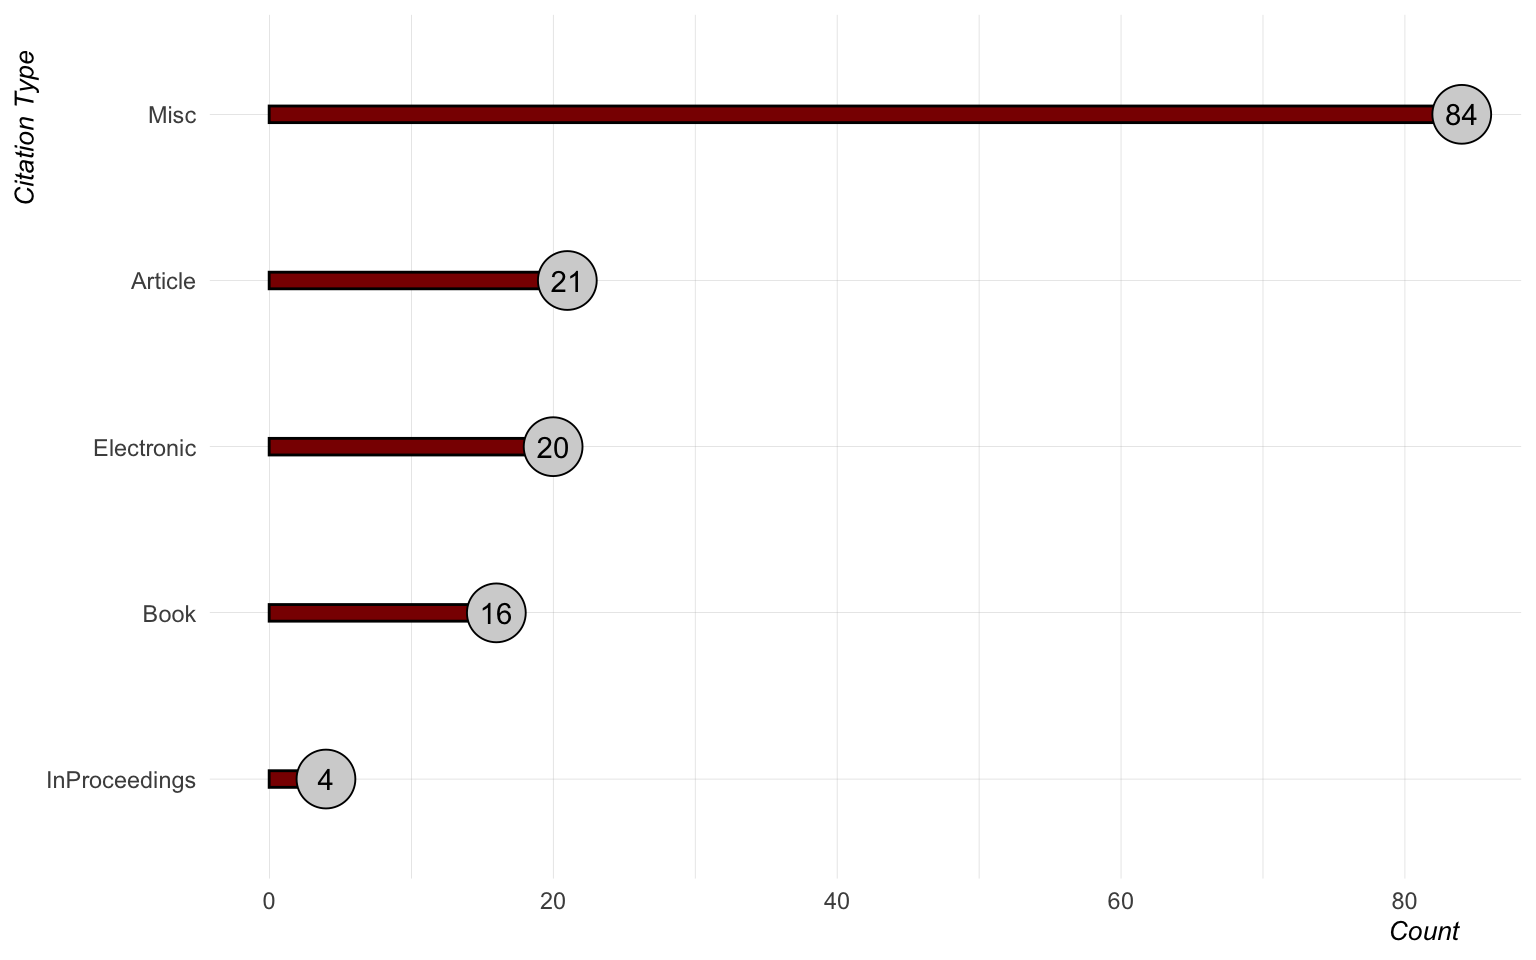 Citation Type
Misc 84
Article 21
Electronic 20
Book 16
InProceedings 4
0 20 40 60 80
Count